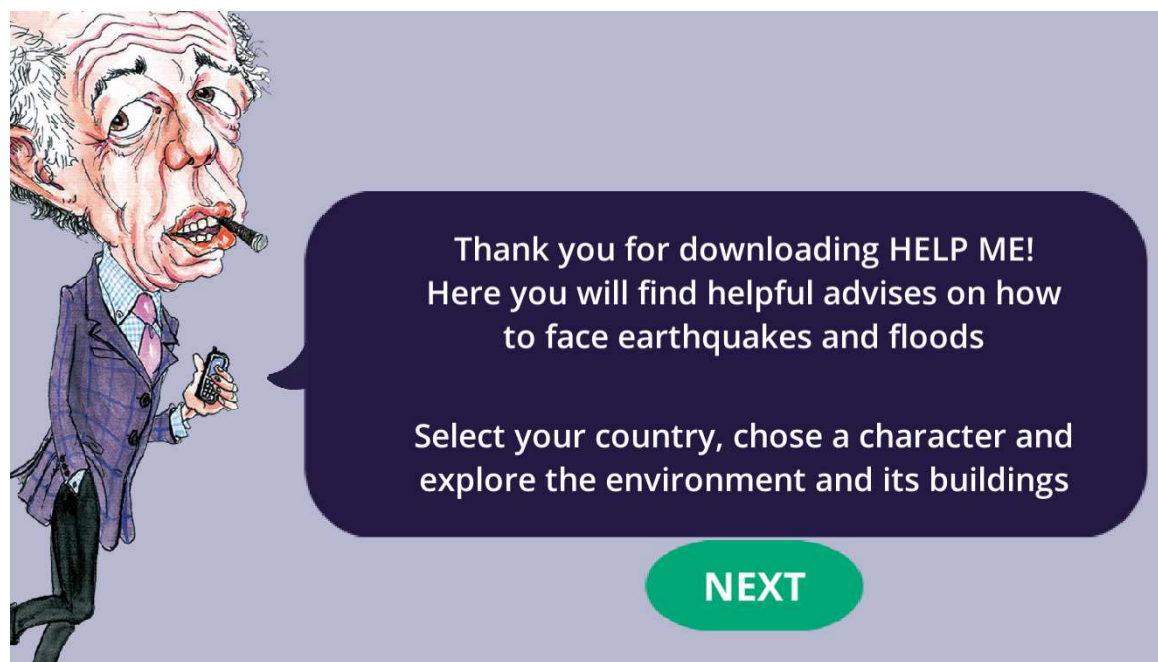 Thank you for downloading HELP ME!
Here you will find helpful advises on how
to face earthquakes and floods
Select your country, chose a character and
explore the environment and its buildings
NEXT